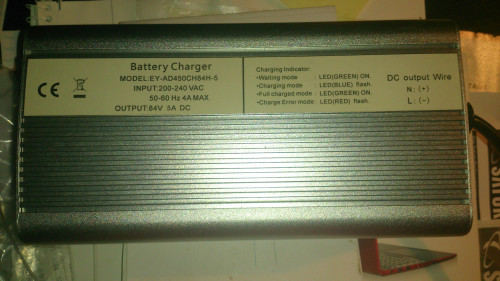 Battery Charger
MODEL:EY-AD480CH84H-5
INPUT:200-240 VAC
50-60 Hz 4A MAX
OUTPUT:84V 5A DC
CE
Charging Indicator:
•Waiting mode : LED(GREEN) ON.
•Charging mode : LED(BLUE) flash.
•Full charged mode : LED(GREEN) ON.
•Charge Error mode : LED(RED) flash.
DC output Wire
N: (+)
L: (−)